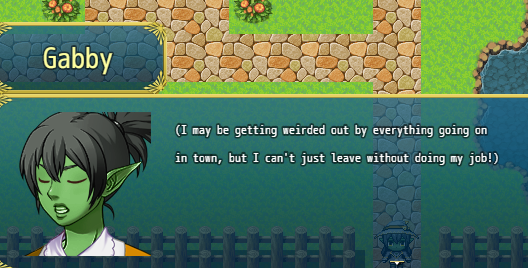 Gabby
(I may be getting weirded out by everything going on
in town, but I can't just leave without doing my job!)